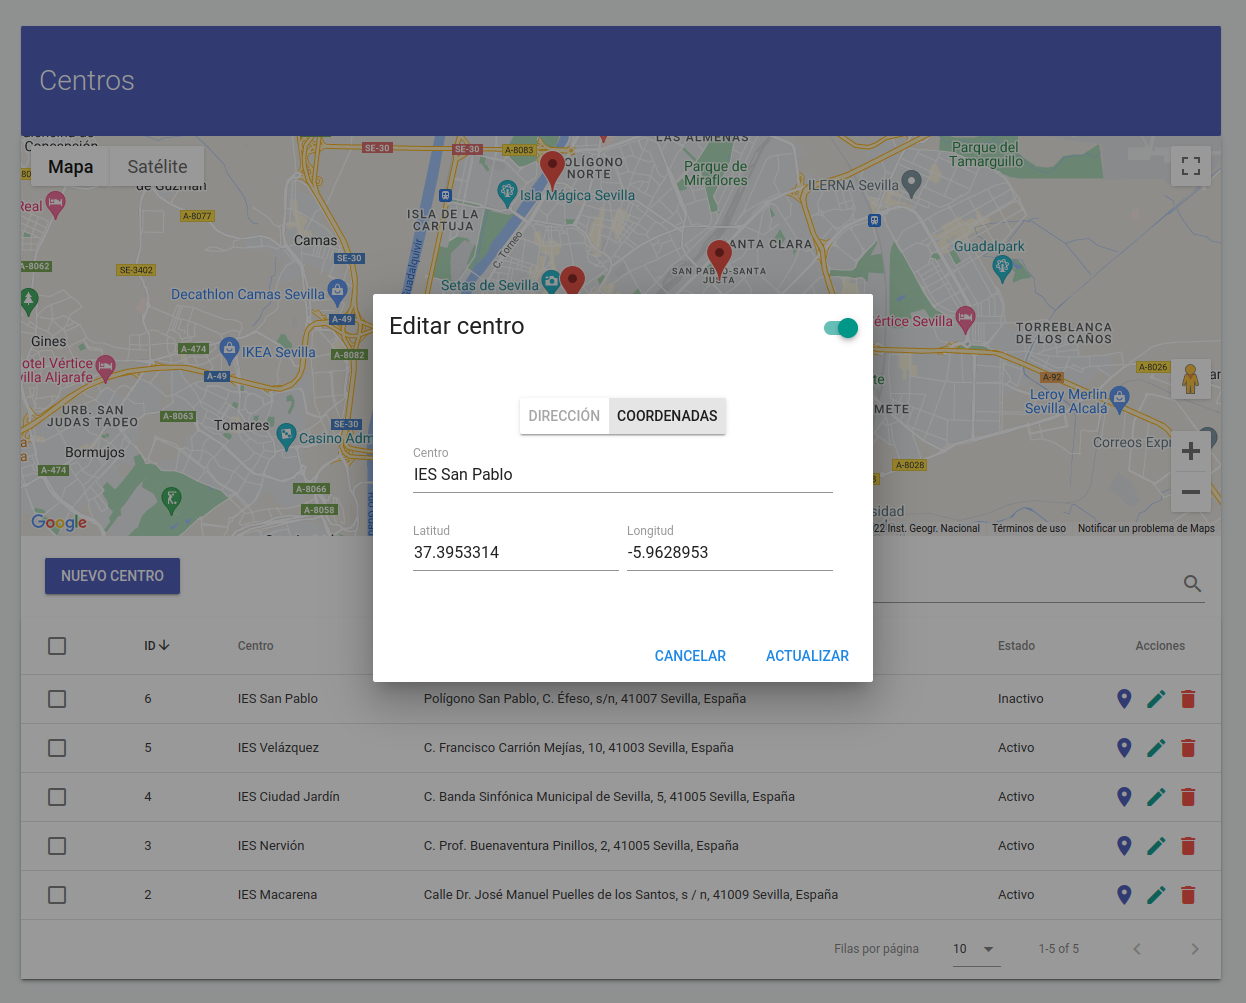 Centros
Concepción
Mapa
Satélite
de Guzmán
SE-30
SE-30
A-8083
LAS ALMENAS
Parque del
Tamarguillo
POLÍGONO
NORTE
Parque de
Miraflores
ILERNA Sevilla
Isla Mágica Sevilla
Real
A-8077
ISLA DE LA
CARTUJA
C. Torneo
Guadalquivir
Camas
SE-30
SANTA CLARA
Guadalpark
A-8062
SE-3402
SAN PABLO-SANTA
JUSTA
Setas de Sevilla
Decathlon Camas Sevilla
A-49
értice Sevilla
TORREBLANCA
DE LOS CAÑOS
Gines
A-474
IKEA Sevilla
A-8082
otel Vértice
villa Aljarafe
A-49
A-8026
A-92
Leroy Merlin
Sevilla Alcalá
URB. SAN
JUDAS TADEO
A-8063
Tomares
SE-30
Casino Adm
Bormujos
Correos Expr
A-474
A-8028
A-8066
A-8058
Google
22 Inst. Geogr. Nacional
Términos de uso
Notificar un problema de Maps
Editar centro
DIRECCIÓN
COORDENADAS
Centro
IES San Pablo
Latitud
Longitud
37.3953314
-5.9628953
CANCELAR
ACTUALIZAR
NUEVO CENTRO
ID Centro Estado Acciones
6 IES San Pablo Polígono San Pablo, C. Éfeso, s/n, 41007 Sevilla, España Inactivo
5 IES Velázquez C. Francisco Carrión Mejías, 10, 41003 Sevilla, España Activo
4 IES Ciudad Jardín C. Banda Sinfónica Municipal de Sevilla, 5, 41005 Sevilla, España Activo
3 IES Nervión C. Prof. Buenaventura Pinillos, 2, 41005 Sevilla, España Activo
2 IES Macarena Calle Dr. José Manuel Puelles de los Santos, s / n, 41009 Sevilla, España Activo
Filas por página 10 1-5 of 5